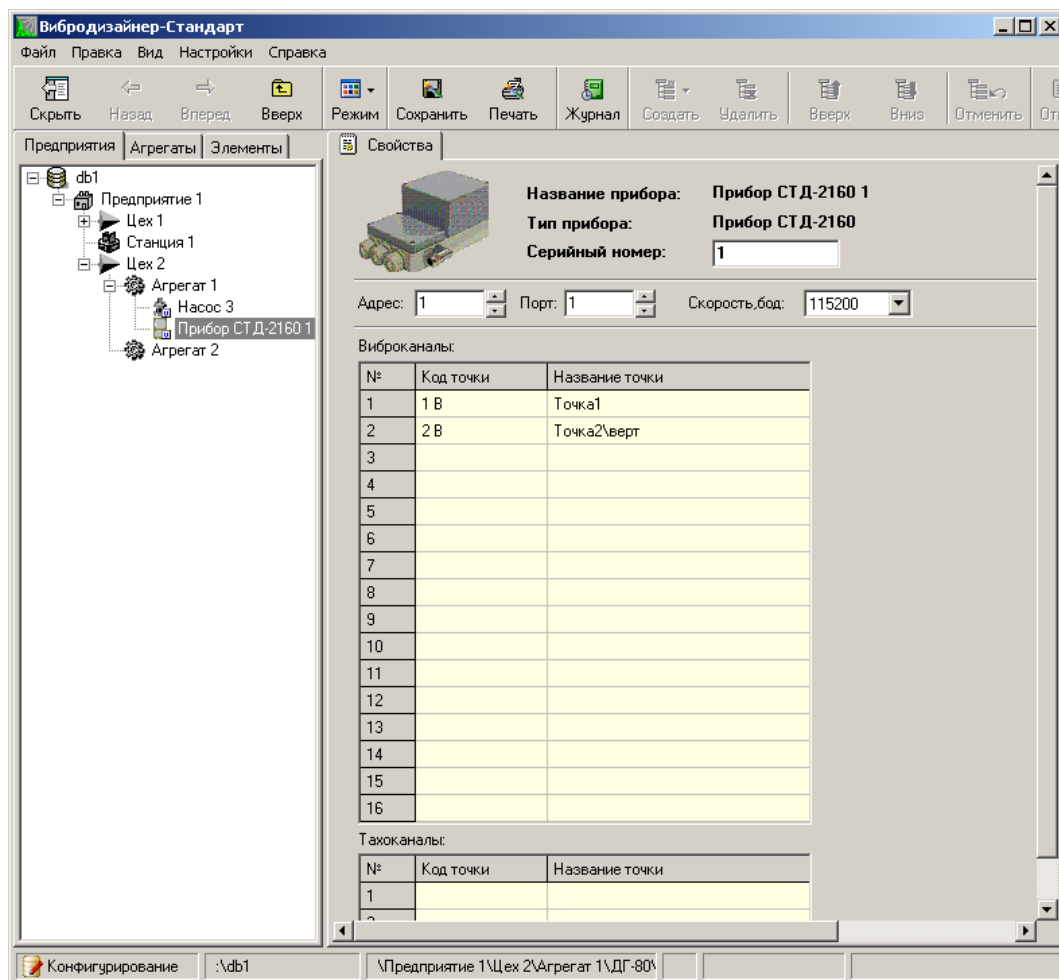 Вибродизайнер-Стандарт
Файл Правка Вид Настройки Справка
Скрыть Назад Вперед Вверх Режим Сохранить Печать Журнал Создать Удалить Вверх Вниз Отменить
Предприятия Агрегаты Элементы
Свойства
db1
Предприятие 1
Цех 1
Станция 1
Цех 2
Агрегат 1
Насос 3
Прибор СТД-2160 1
Агрегат 2
Название прибора: Прибор СТД-2160 1
Тип прибора: Прибор СТД-2160
Серийный номер: 1
Адрес: 1 Порт: 1 Скорость,бод: 115200
Виброканалы:
№ Код точки Название точки
1 1 В Точка1
2 2 В Точка2\верт
3
4
5
6
7
8
9
10
11
12
13
14
15
16
Тахоканалы:
№ Код точки Название точки
1
Конфигурирование :\db1 \Предприятие 1\Цех 2\Агрегат 1\ДГ-80\